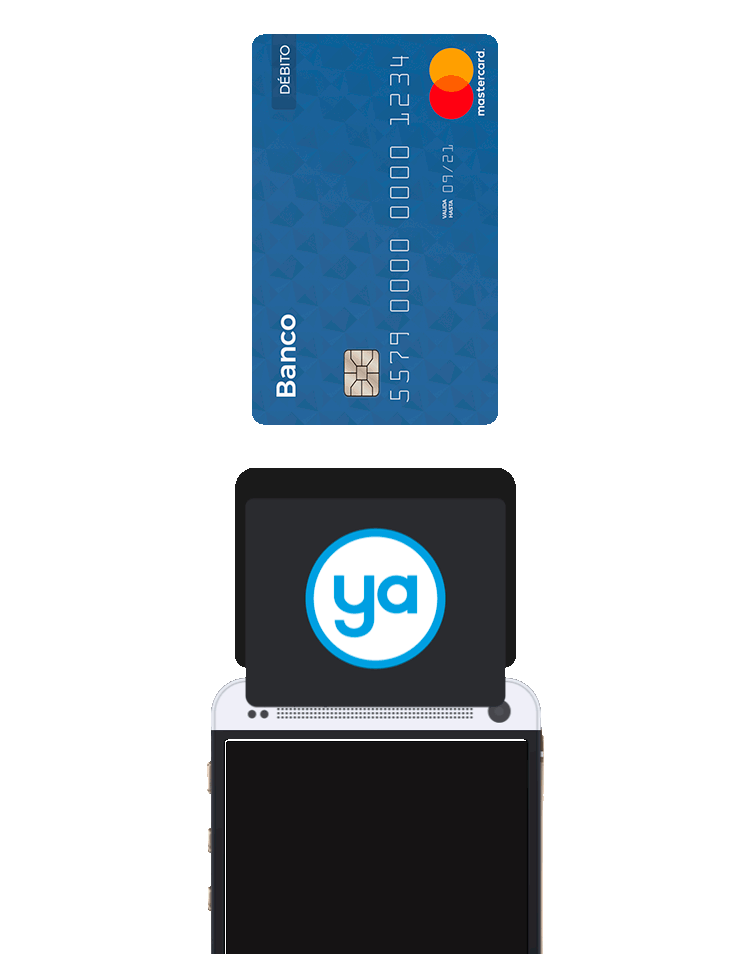 Banco
DÉBITO
5579 0000 0000 1234
VALIDA
HASTA
09/21
mastercard.
ya